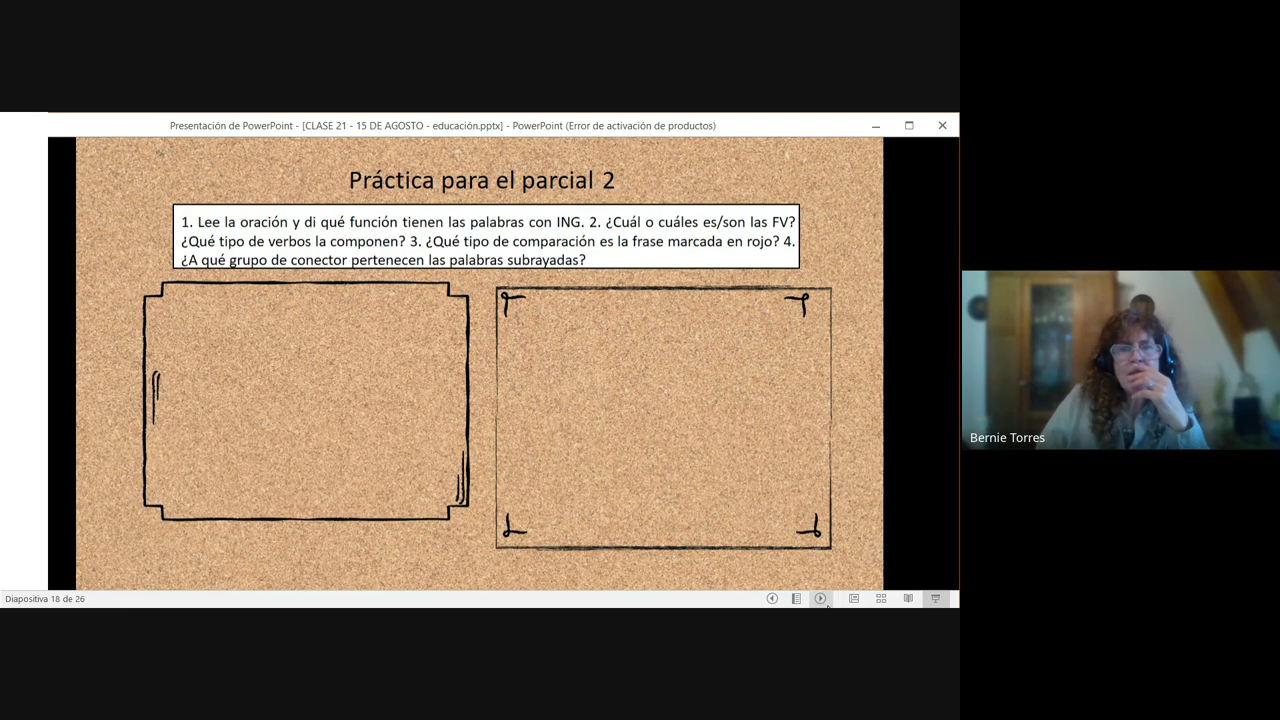 Presentación de PowerPoint - [CLASE 21 - 15 DE AGOSTO - educación.pptx] - PowerPoint (Error de activación de productos)
Práctica para el parcial 2
1. Lee la oración y di qué función tienen las palabras con ING. 2. ¿Cuál o cuáles es/son las FV?
¿Qué tipo de verbos la componen? 3. ¿Qué tipo de comparación es la frase marcada en rojo? 4.
¿A qué grupo de conector pertenecen las palabras subrayadas?
Bernie Torres
Diapositiva 18 de 26